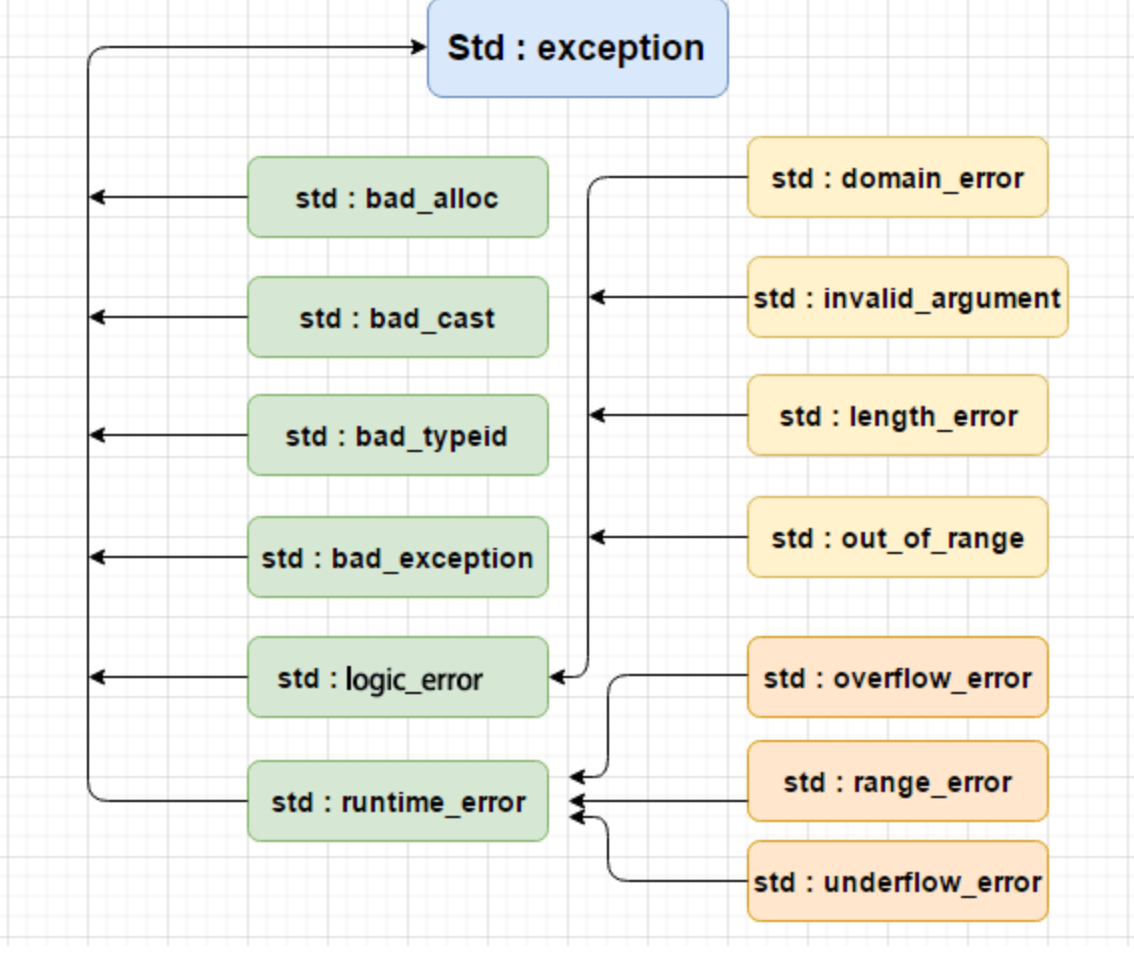 Std : exception
std : bad_alloc
std : bad_cast
std : bad_typeid
std : bad_exception
std : logic_error
std : runtime_error
std : domain_error
std : invalid_argument
std : length_error
std : out_of_range
std : overflow_error
std : range_error
std : underflow_error